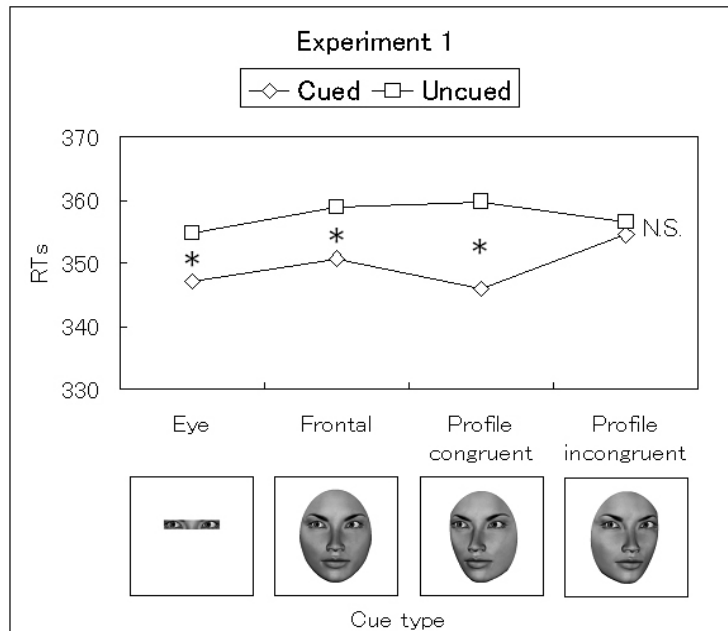 Experiment 1
Cued Uncued
370
360
350
340
330
RTs
* * * N.S.
Eye Frontal Profile congruent Profile incongruent
Cue type